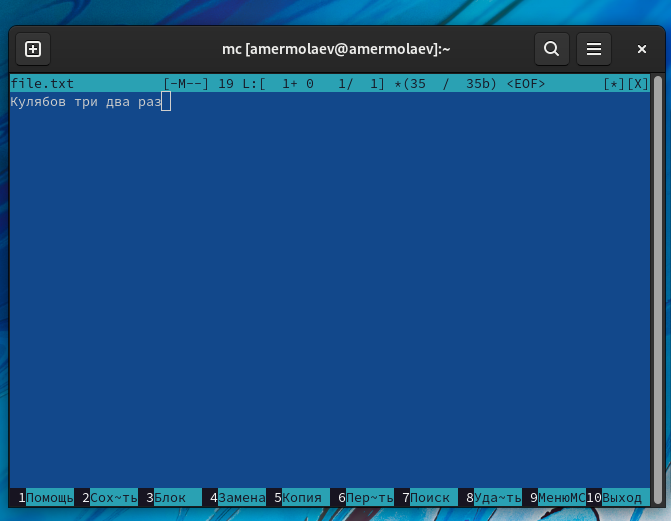 mc [amermolaev@amermolaev]:~
file.txt [-M--] 19 L:[ 1+ 0 1/ 1] *(35 / 35b) <EOF> [*][X]
Кулябов три два раз
1Помощь 2Сох~ть 3Блок 4Замена 5Копия 6Пер~ть 7Поиск 8Уда~ть 9МенюMC 10Выход